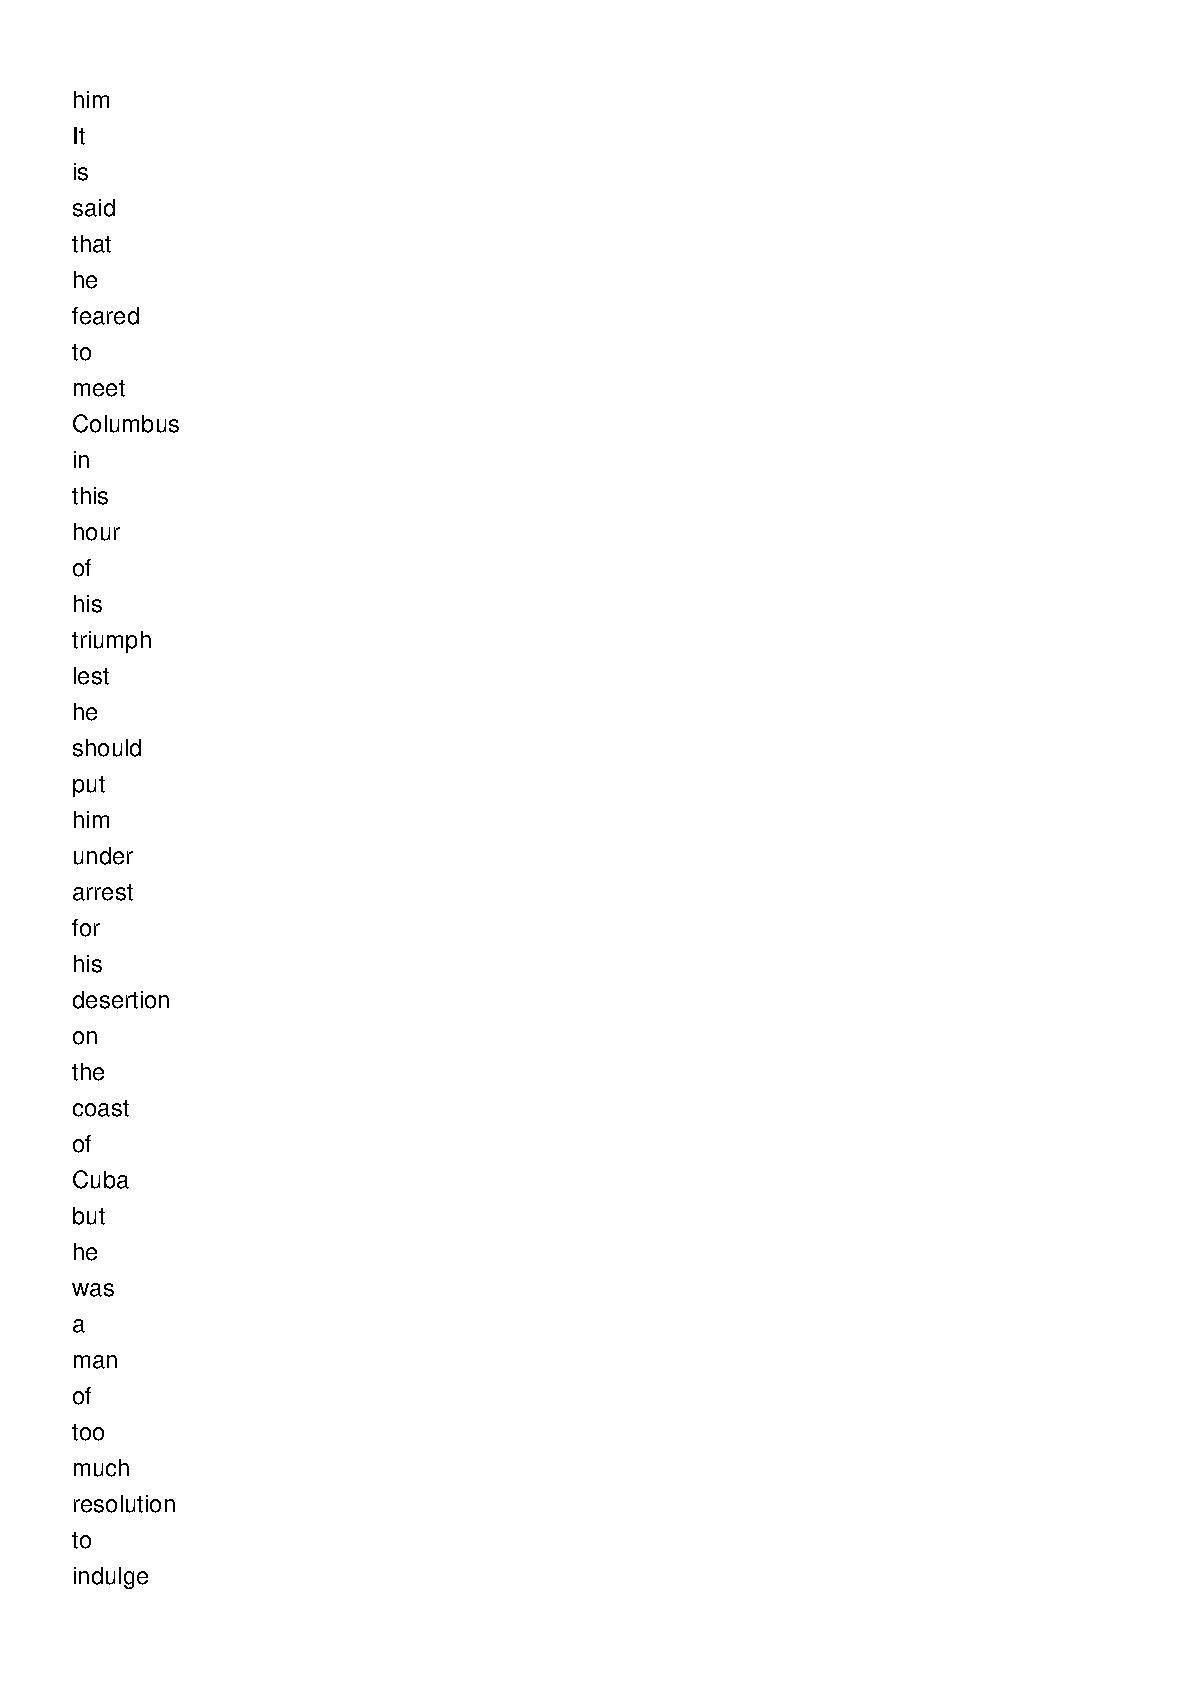 him
It
is
said
that
he
feared
to
meet
Columbus
in
this
hour
of
his
triumph
lest
he
should
put
him
under
arrest
for
his
desertion
on
the
coast
of
Cuba
but
he
was
a
man
of
too
much
resolution
to
indulge